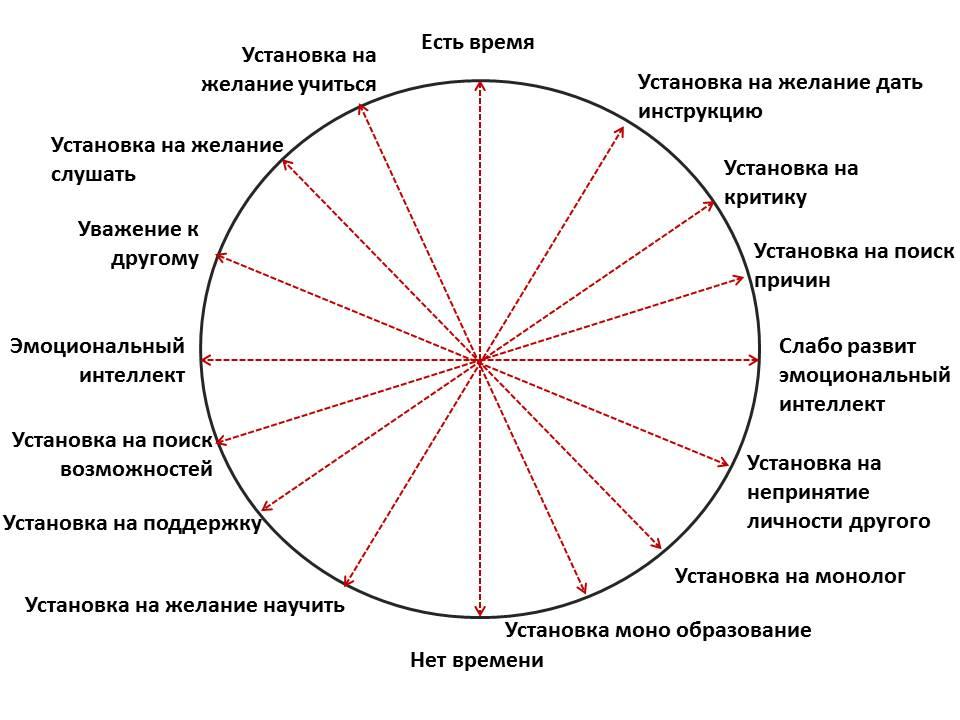 Есть время
Установка на
желание учиться
Установка на желание дать
инструкцию
Установка на желание
слушать
Установка на
критику
Уважение к
другому
Установка на поиск
причин
Эмоциональный
интеллект
Слабо развит
эмоциональный
интеллект
Установка на поиск
возможностей
Установка на
непринятие
личности другого
Установка на поддержку
Установка на монолог
Установка на желание научить
Установка моно образование
Нет времени